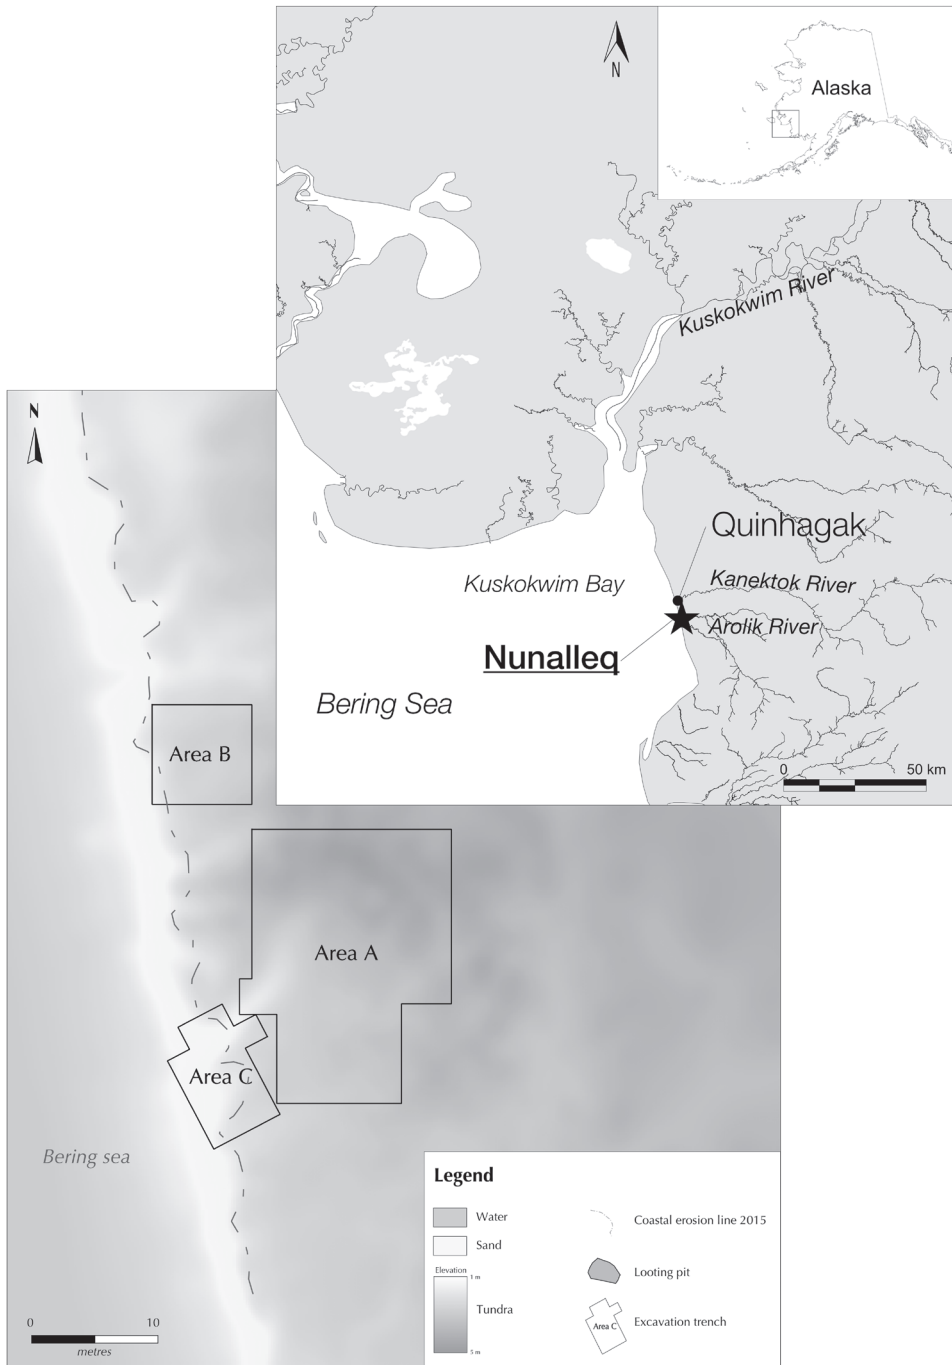 N
Alaska
Kuskokwim River
Quinhagak
Kuskokwim Bay
Kanektok River
Arolik River
Nunalleq
Bering Sea
0 50 km
N
Area B
Area A
Area C
Bering sea
Legend
Water
Sand
Elevation
1 m
Tundra
5 m
Coastal erosion line 2015
Looting pit
Area C
Excavation trench
0 10
metres